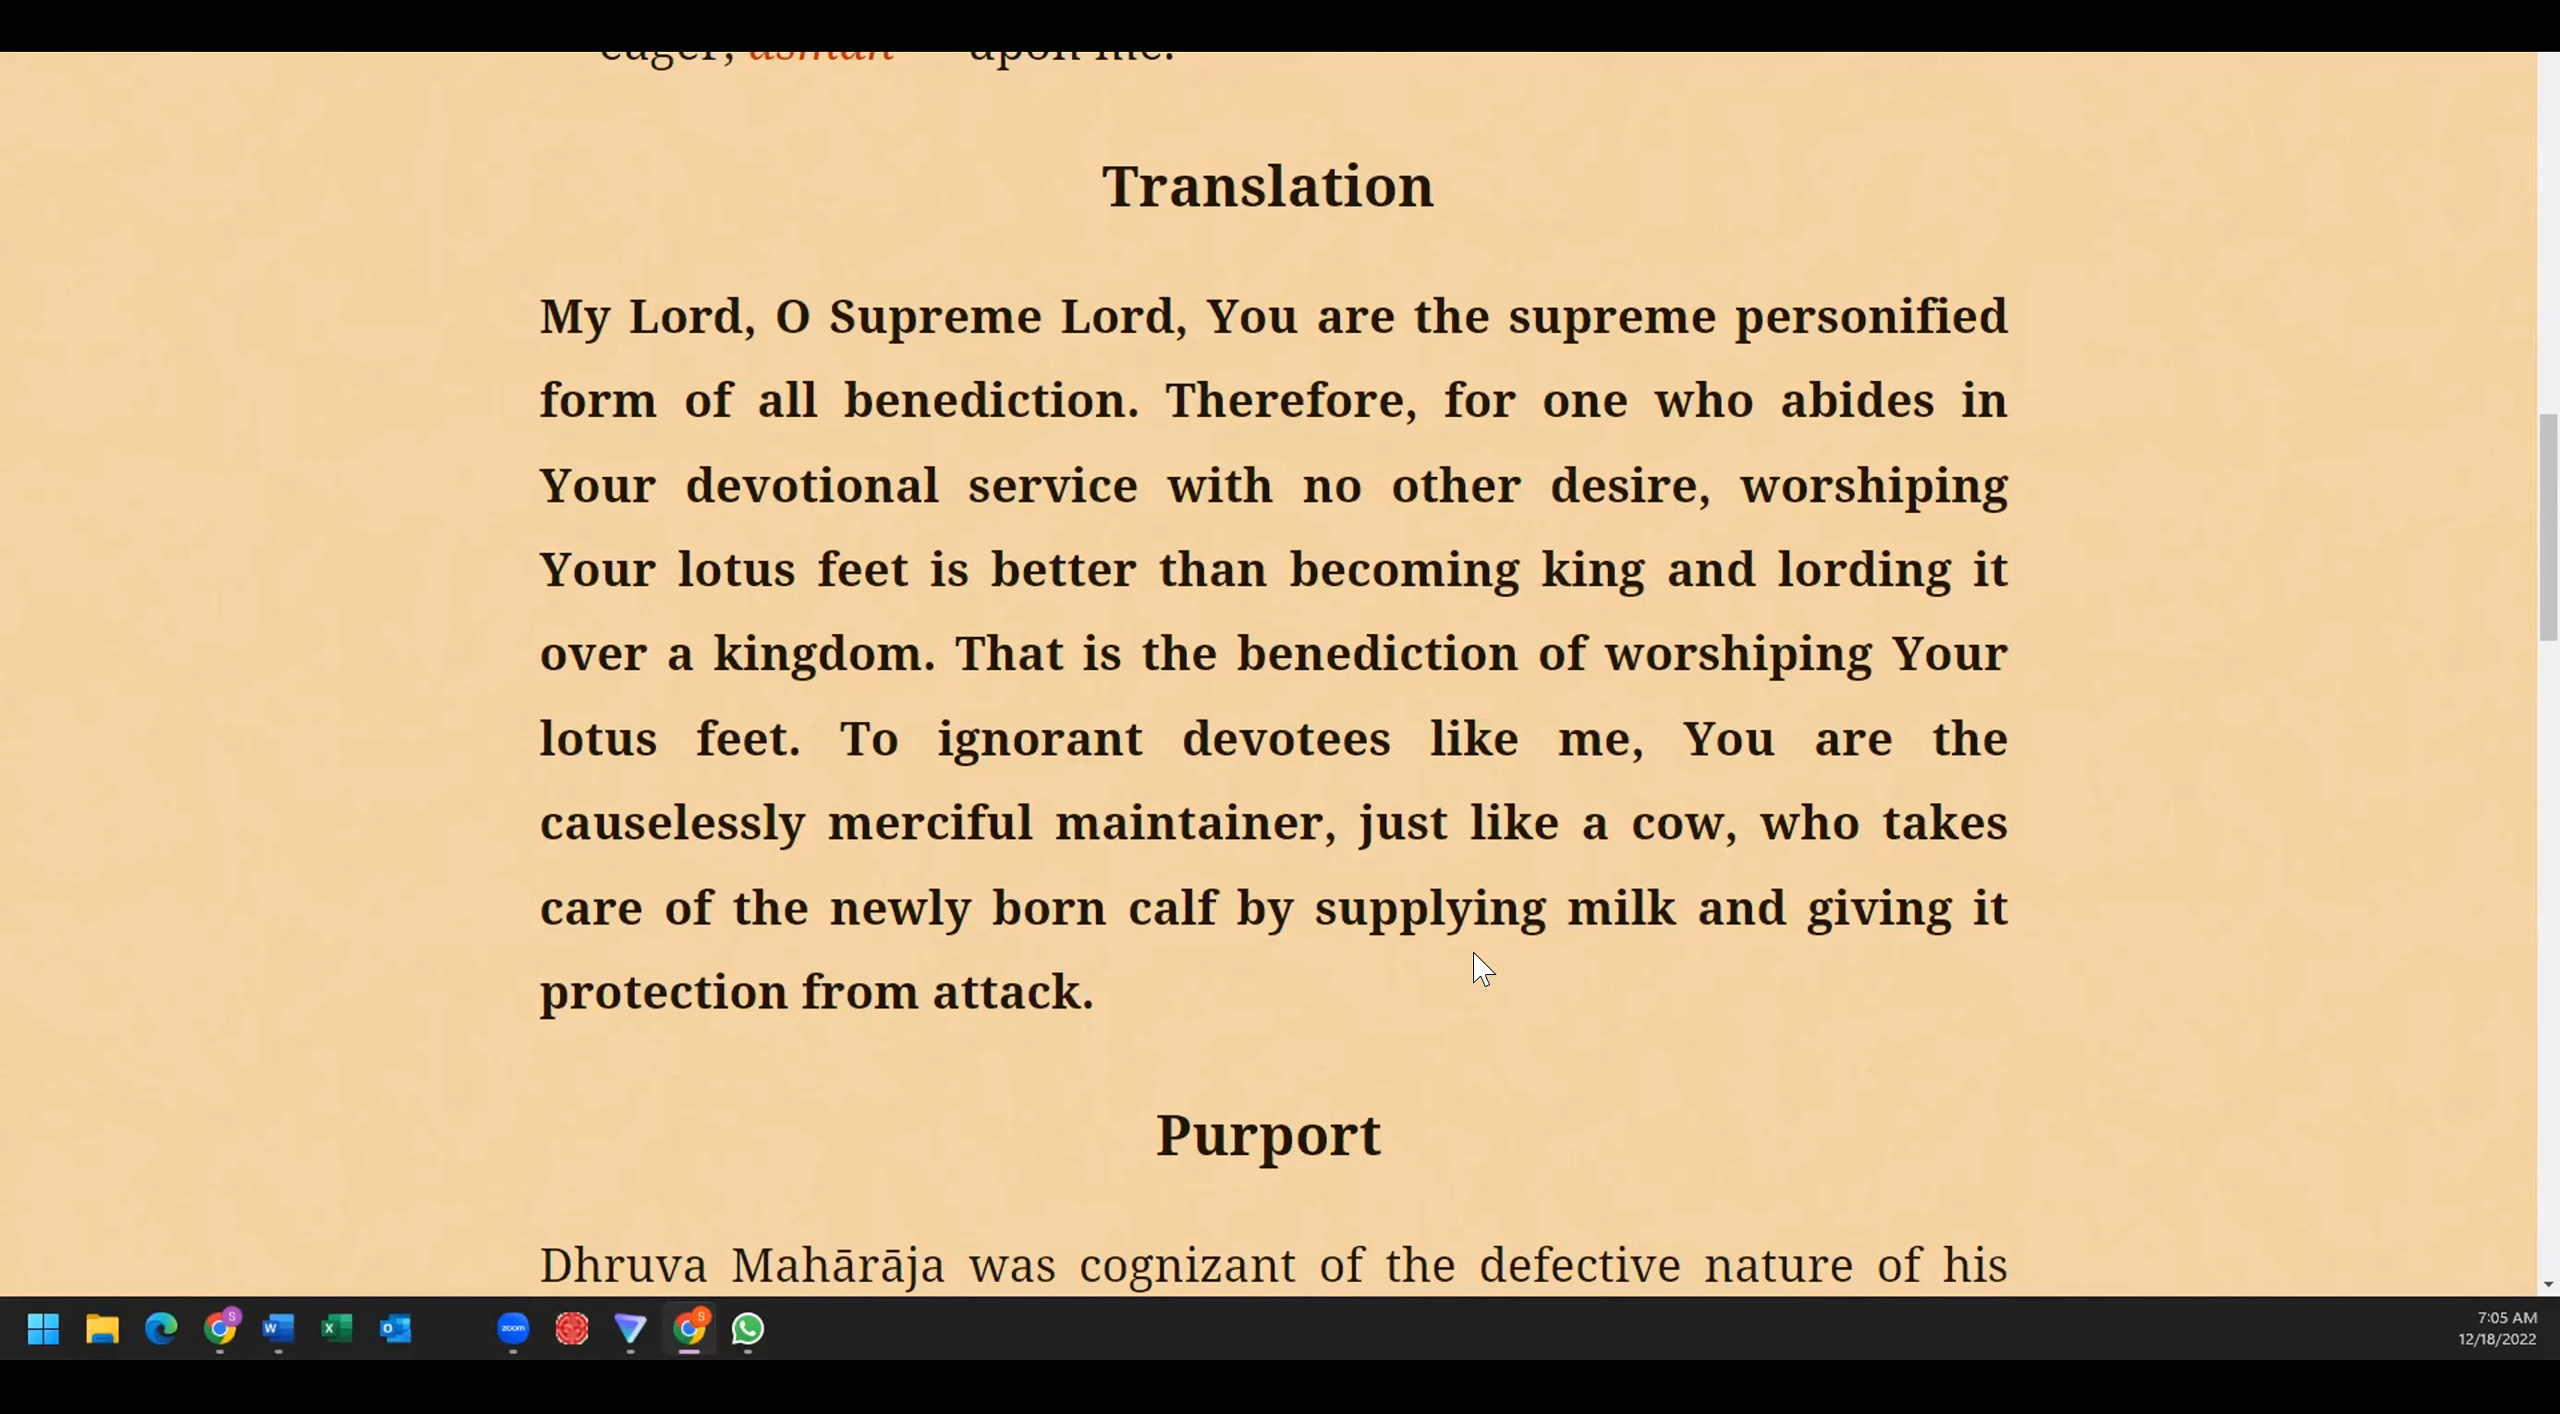 eager; asmān — upon me.
Translation
My Lord, O Supreme Lord, You are the supreme personified
form of all benediction. Therefore, for one who abides in
Your devotional service with no other desire, worshiping
Your lotus feet is better than becoming king and lording it
over a kingdom. That is the benediction of worshiping Your
lotus feet. To ignorant devotees like me, You are the
causelessly merciful maintainer, just like a cow, who takes
care of the newly born calf by supplying milk and giving it
protection from attack.
Purport
Dhruva Mahārāja was cognizant of the defective nature of his
zoom
7:05 AM
12/18/2022